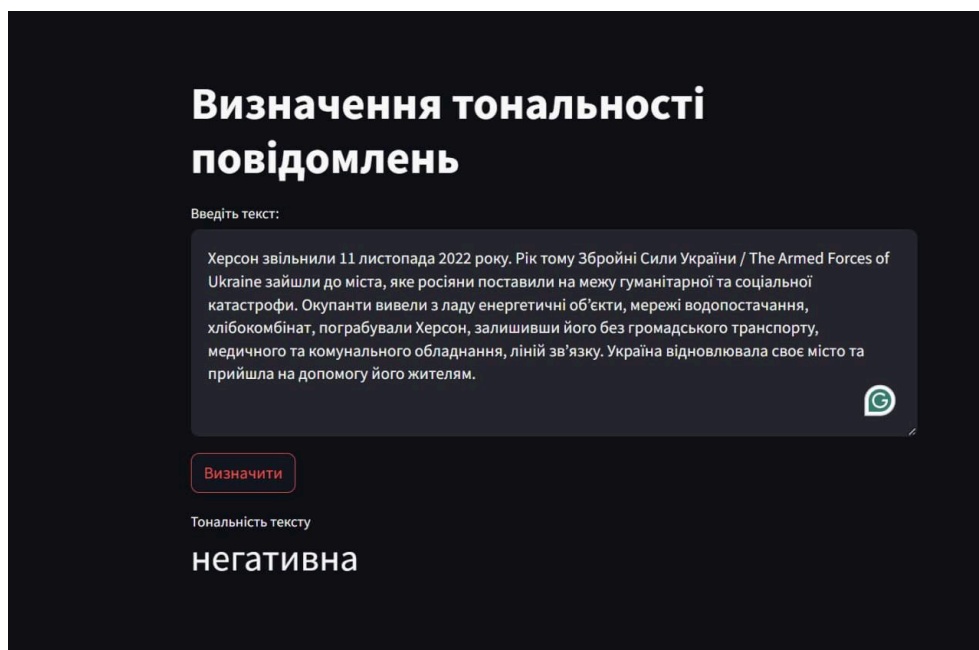 Визначення тональності
повідомлень
Введіть текст:
Херсон звільнили 11 листопада 2022 року. Рік тому Збройні Сили України / The Armed Forces of
Ukraine зайшли до міста, яке росіяни поставили на межу гуманітарної та соціальної
катастрофи. Окупанти вивели з ладу енергетичні об’єкти, мережі водопостачання,
хлібокомбінат, пограбували Херсон, залишивши його без громадського транспорту,
медичного та комунального обладнання, ліній зв’язку. Україна відновлювала своє місто та
прийшла на допомогу його жителям.
Визначити
Тональність тексту
негативна